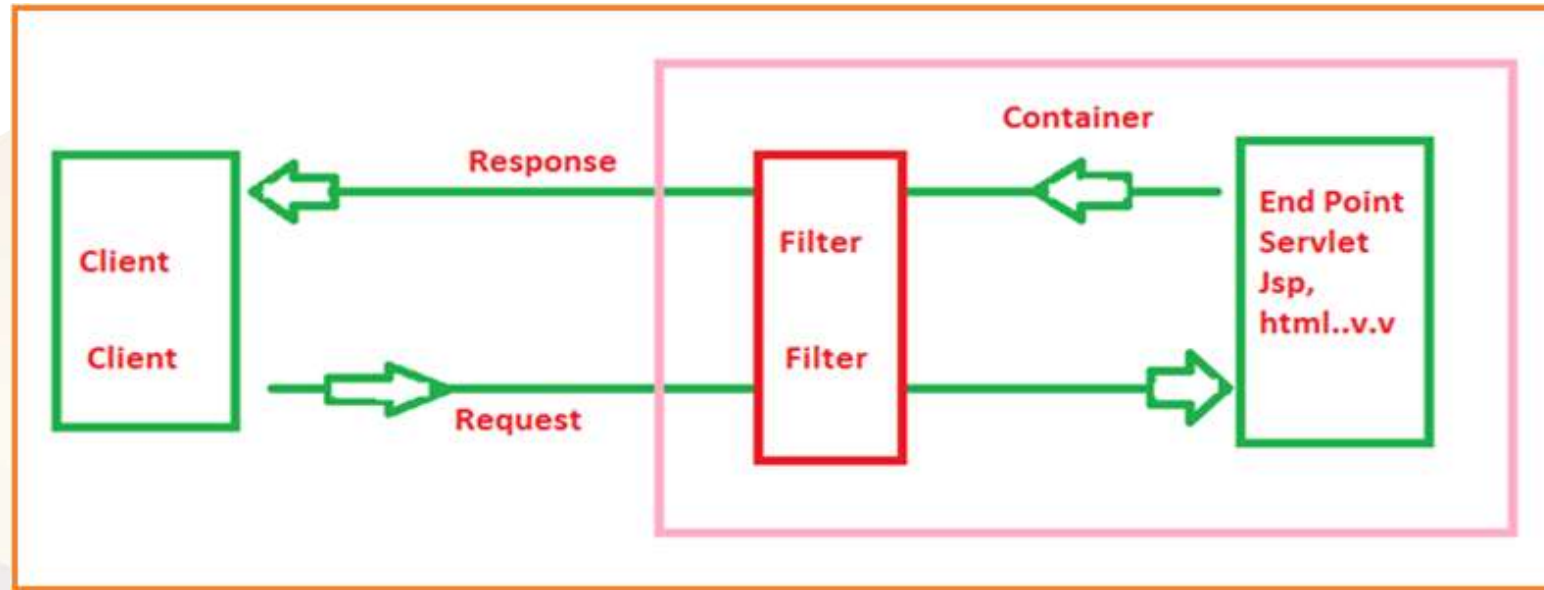 Container
Response
End Point
Servlet
Jsp,
html..v.v
Client
Filter
Client
Filter
Request